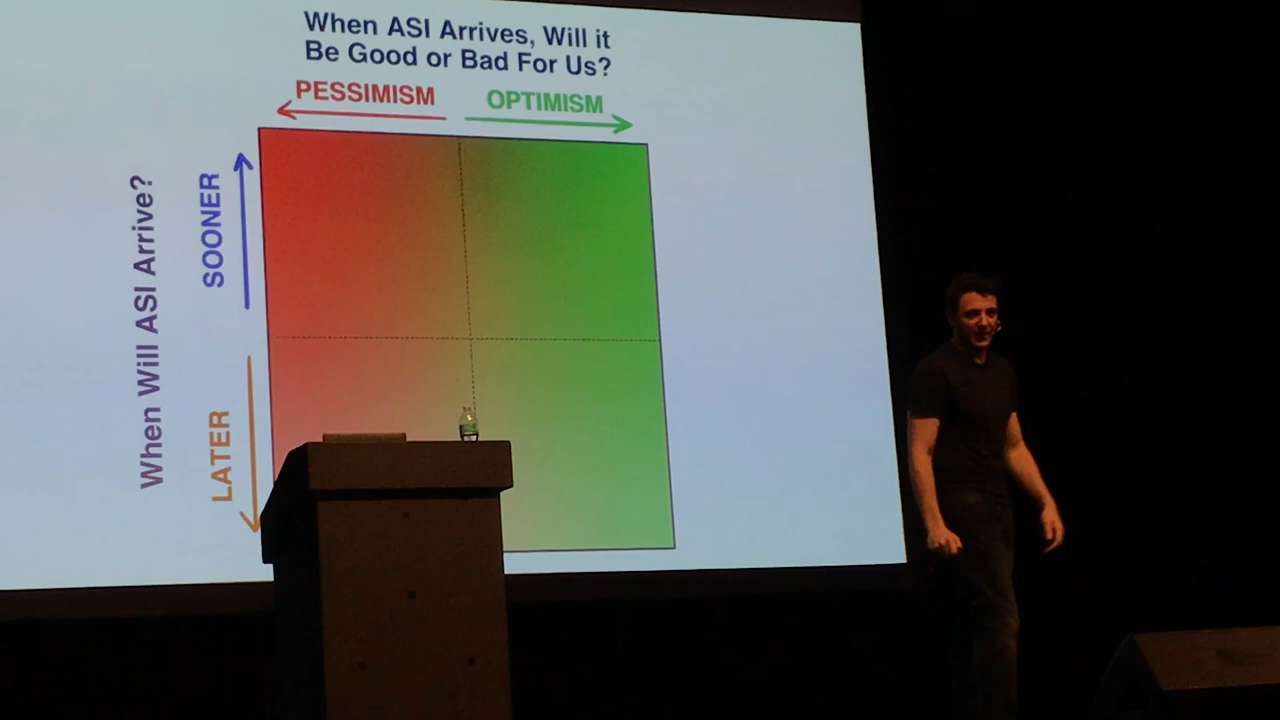 When ASI Arrives, Will it
Be Good or Bad For Us?
PESSIMISM
OPTIMISM
When Will ASI Arrive?
SOONER
LATER